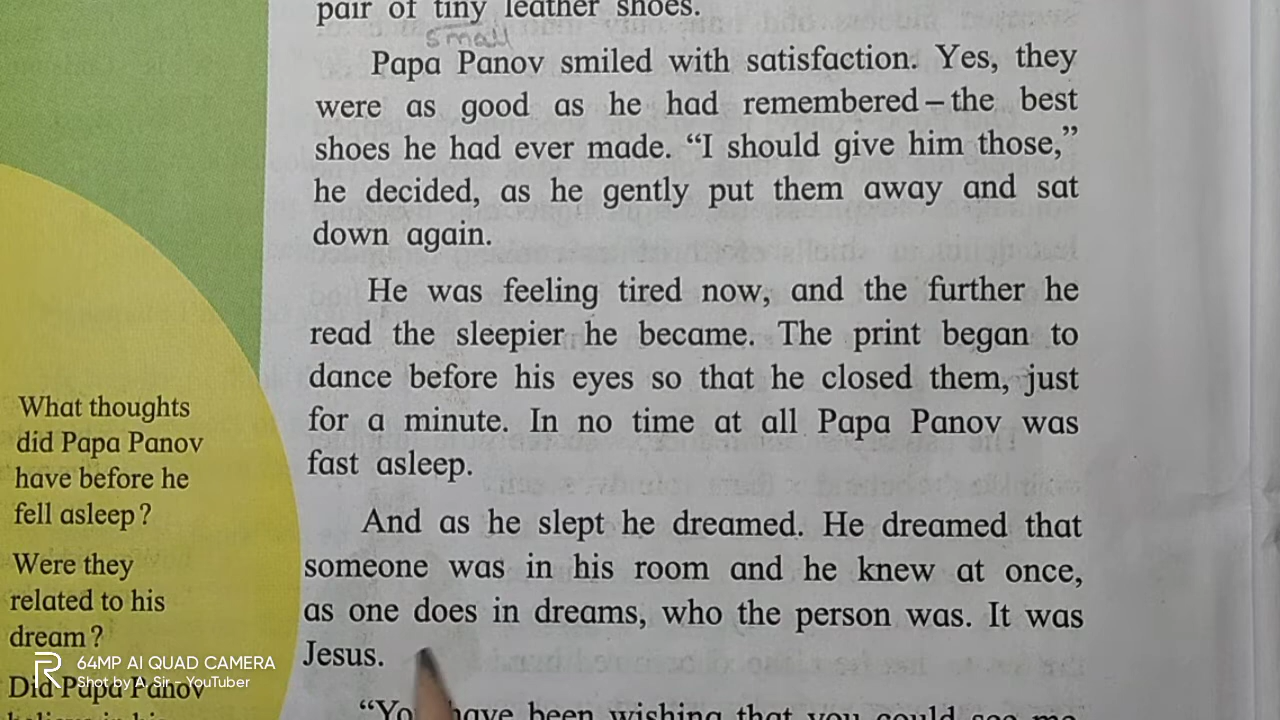 pair of tiny leather shoes.
small
Papa Panov smiled with satisfaction. Yes, they
were as good as he had remembered – the best
shoes he had ever made. “I should give him those,”
he decided, as he gently put them away and sat
down again.
He was feeling tired now, and the further he
read the sleepier he became. The print began to
dance before his eyes so that he closed them, just
for a minute. In no time at all Papa Panov was
fast asleep.
And as he slept he dreamed. He dreamed that
someone was in his room and he knew at once,
as one does in dreams, who the person was. It was
Jesus.
have been wishing that you could see me
What thoughts
did Papa Panov
have before he
fell asleep?
Were they
related to his
dream?
Did Papa Panov
believe in his
64MP AI QUAD CAMERA
Shot by A. Sir - YouTube